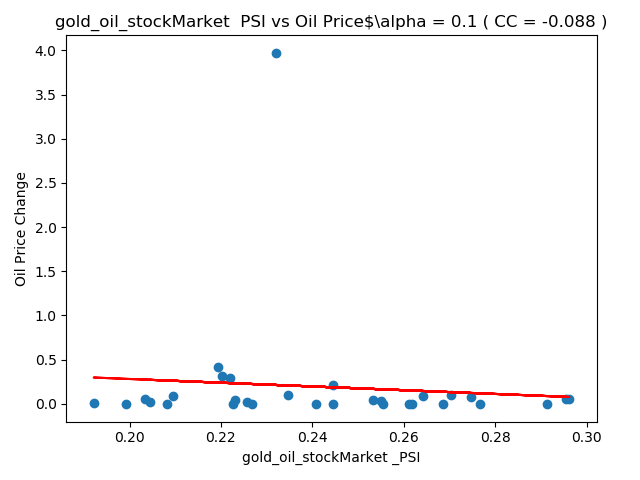 gold_oil_stockMarket  PSI vs Oil Price$\alpha = 0.1 ( CC = -0.088 )
4.0
3.5
3.0
2.5
2.0
1.5
1.0
0.5
0.0
Oil Price Change
0.20 0.22 0.24 0.26 0.28 0.30
gold_oil_stockMarket _PSI